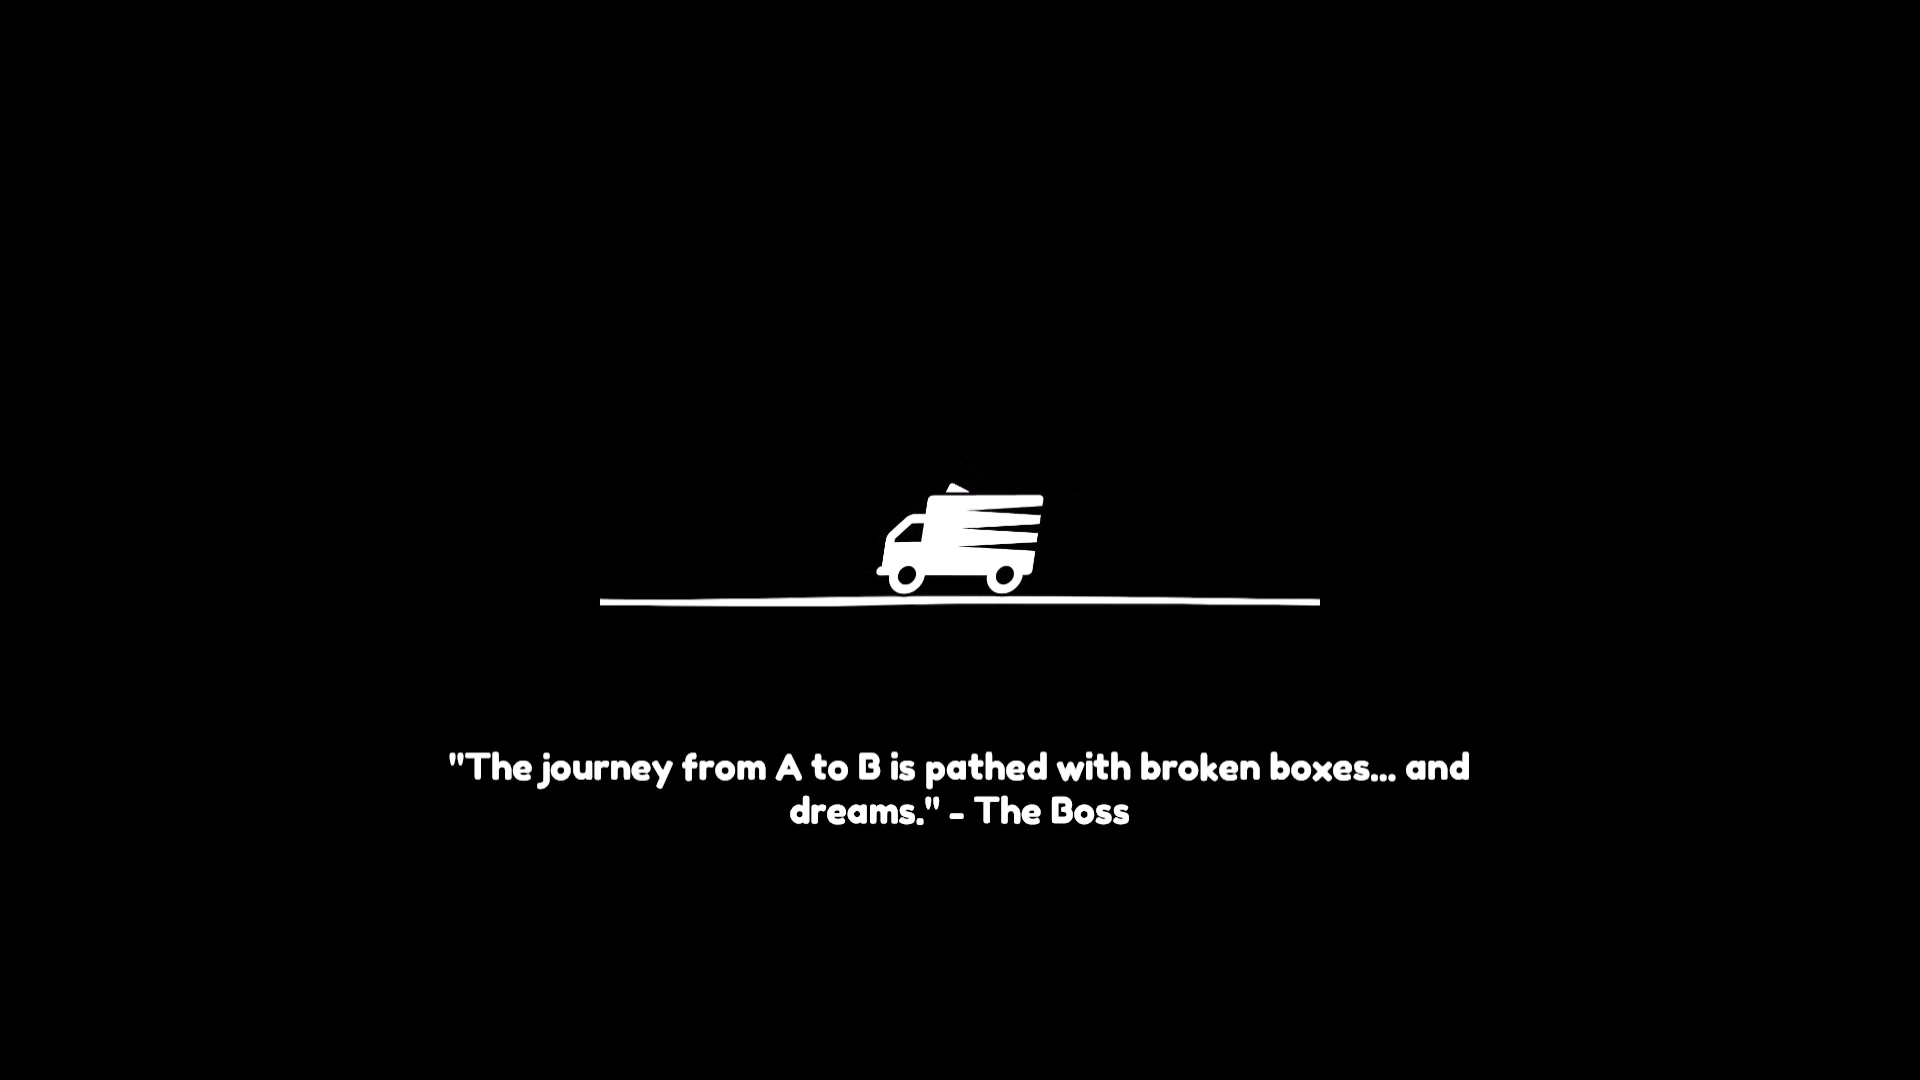 "The journey from A to B is pathed with broken boxes... and
dreams." - The Boss